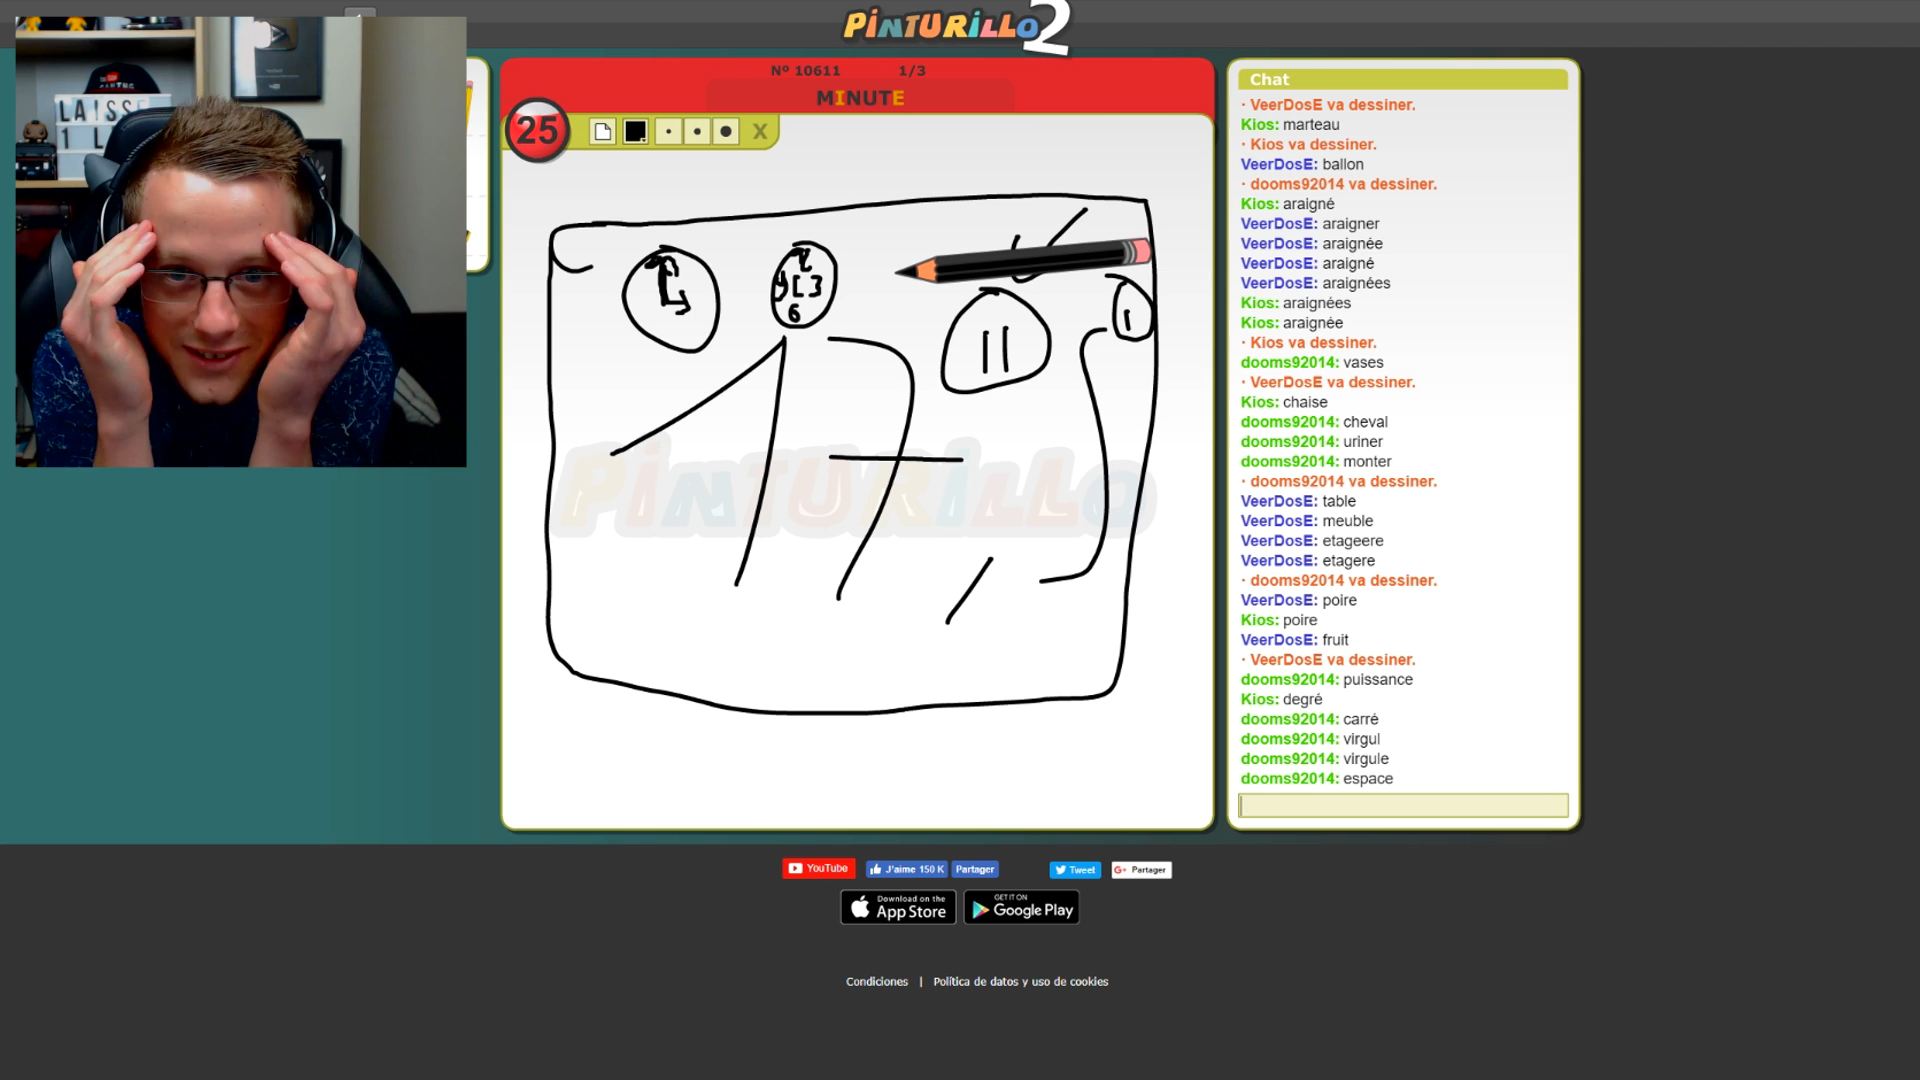 PINTURILLO 2
Nº 10611 1/3
MINUTE
25
X
LAISSE
1 L
17,1
PINTURILLO
Chat
· VeerDosE va dessiner.
Kios: marteau
· Kios va dessiner.
VeerDosE: ballon
· dooms92014 va dessiner.
Kios: araigné
VeerDosE: araigner
VeerDosE: araignée
VeerDosE: araigné
VeerDosE: araignées
Kios: araignées
Kios: araignée
· Kios va dessiner.
dooms92014: vases
· VeerDosE va dessiner.
Kios: chaise
dooms92014: cheval
dooms92014: uriner
dooms92014: monter
· dooms92014 va dessiner.
VeerDosE: table
VeerDosE: meuble
VeerDosE: etageere
VeerDosE: etagere
· dooms92014 va dessiner.
VeerDosE: poire
Kios: poire
VeerDosE: fruit
· VeerDosE va dessiner.
dooms92014: puissance
Kios: degré
dooms92014: carré
dooms92014: virgul
dooms92014: virgule
dooms92014: espace
YouTube J'aime 150 K Partager Tweet G+ Partager
Download on the
App Store
GET IT ON
Google Play
Condiciones | Política de datos y uso de cookies